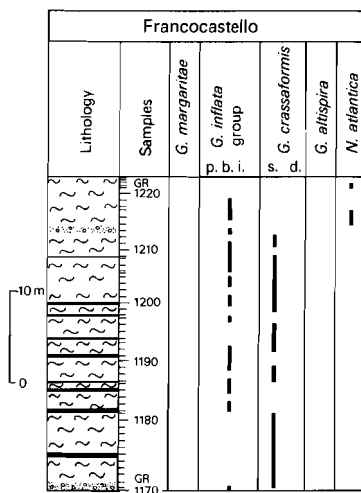 Francocastello
Lithology
Samples
G. margaritae
G. inflata
group
p. b. i.
G. crassaformis
s. d.
G. altispira
N. atlantica
GR
1220
1210
10 m
1200
1190
0
1180
GR
1170